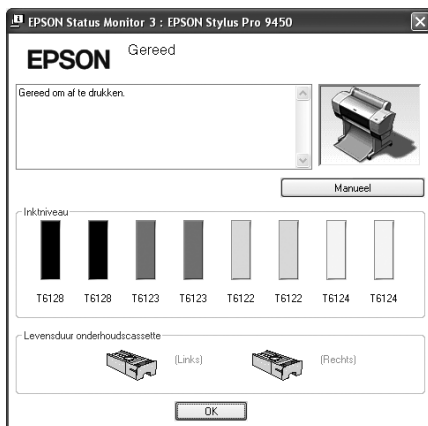 EPSON Status Monitor 3 : EPSON Stylus Pro 9450
EPSON
Gereed
Gereed om af te drukken.
Manueel
Inktniveau
T6128 T6128 T6123 T6123 T6122 T6122 T6124 T6124
Levensduur onderhoudscassette
(Links) (Rechts)
OK